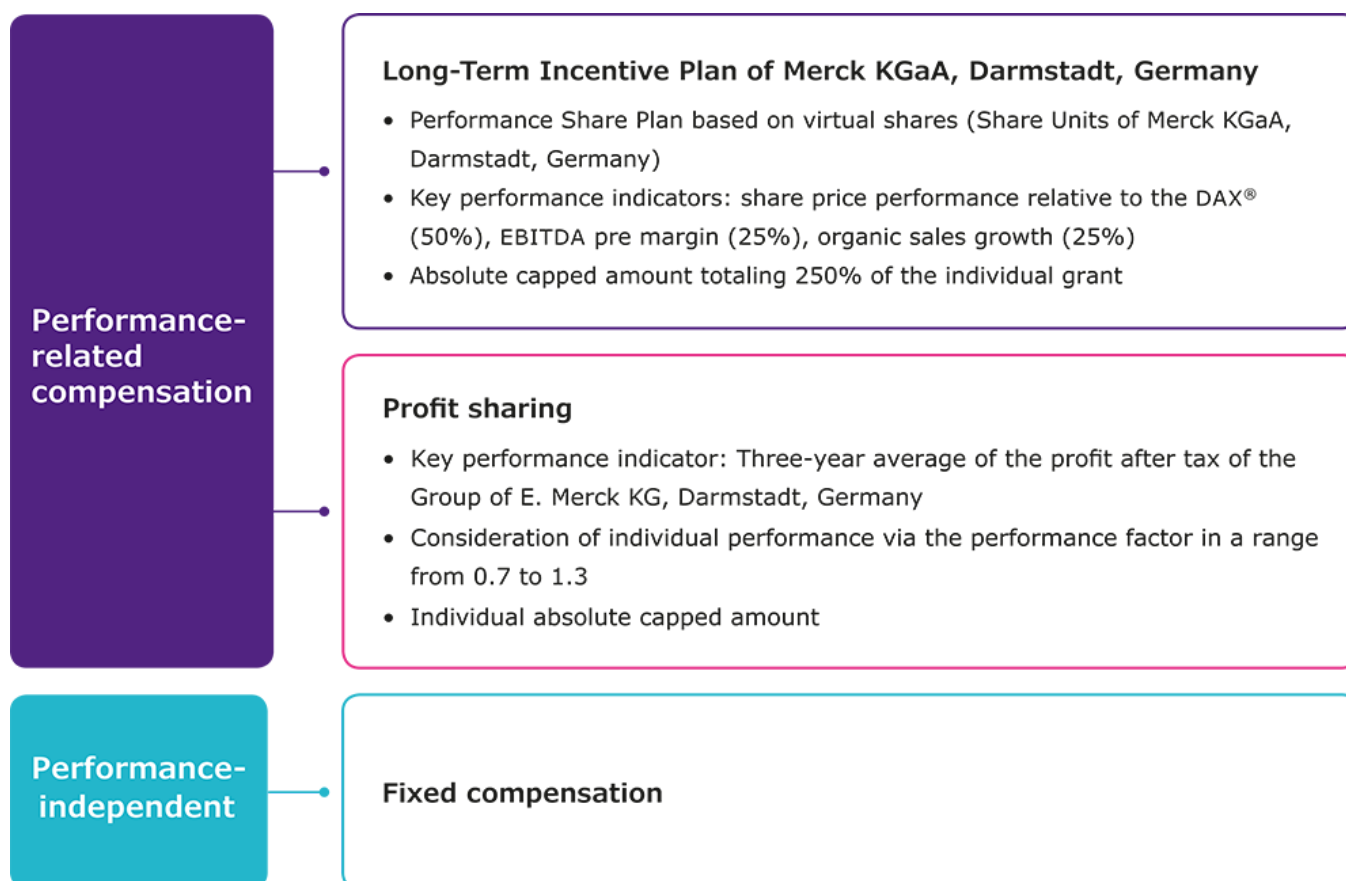 Performance-
related
compensation
Long-Term Incentive Plan of Merck KGaA, Darmstadt, Germany
• Performance Share Plan based on virtual shares (Share Units of Merck KGaA,
Darmstadt, Germany)
• Key performance indicators: share price performance relative to the DAX®
(50%), EBITDA pre margin (25%), organic sales growth (25%)
• Absolute capped amount totaling 250% of the individual grant
Profit sharing
• Key performance indicator: Three-year average of the profit after tax of the
Group of E. Merck KG, Darmstadt, Germany
• Consideration of individual performance via the performance factor in a range
from 0.7 to 1.3
• Individual absolute capped amount
Performance-
independent
Fixed compensation